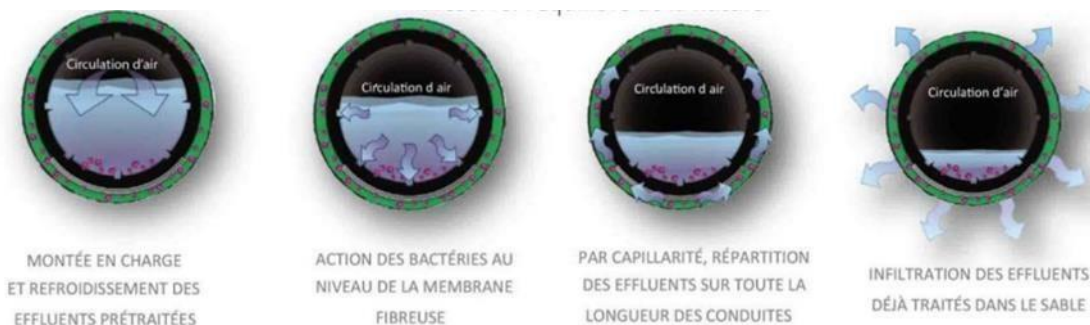 Circulation d'air
Circulation d air
Circulation d air
Circulation d'air
MONTÉE EN CHARGE
ET REFROIDISSEMENT DES
EFFLUENTS PRÉTRAITÉES
ACTION DES BACTÉRIES AU
NIVEAU DE LA MEMBRANE
FIBREUSE
PAR CAPILLARITÉ, RÉPARTITION
DES EFFLUENTS SUR TOUTE LA
LONGUEUR DES CONDUITES
INFILTRATION DES EFFLUENTS
DÉJÀ TRAITÉS DANS LE SABLE